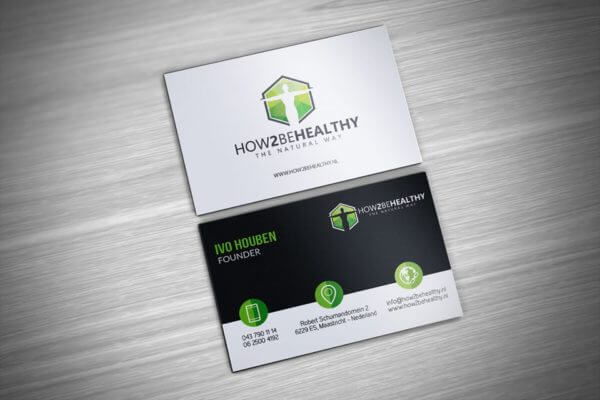 HOW2BEHEALTHY
THE NATURAL WAY
WWW.HOW2BEHEALTHY.NL
HOW2BEHEALTHY
THE NATURAL WAY
IVO HOUBEN
FOUNDER
043 790 11 14
06 2500 4192
Robert Schumandomein 2
6229 ES, Maastocht - Nederland
info@how2behealthy.nl
www.how2behealthy.nl